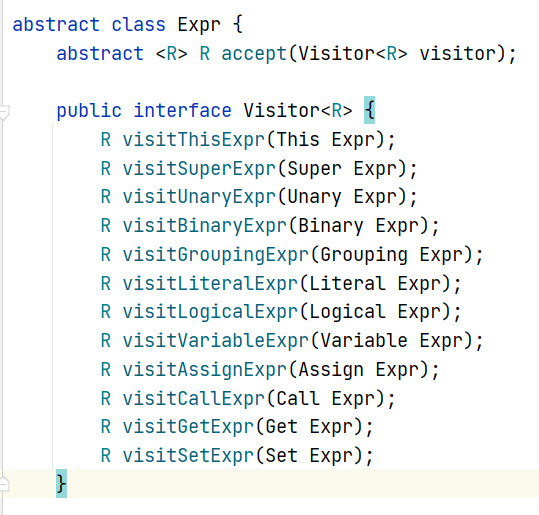 abstract class Expr {
    abstract <R> R accept(Visitor<R> visitor);
    public interface Visitor<R> {
        R visitThisExpr(This Expr);
        R visitSuperExpr(Super Expr);
        R visitUnaryExpr(Unary Expr);
        R visitBinaryExpr(Binary Expr);
        R visitGroupingExpr(Grouping Expr);
        R visitLiteralExpr(Literal Expr);
        R visitLogicalExpr(Logical Expr);
        R visitVariableExpr(Variable Expr);
        R visitAssignExpr(Assign Expr);
        R visitCallExpr(Call Expr);
        R visitGetExpr(Get Expr);
        R visitSetExpr(Set Expr);
    }